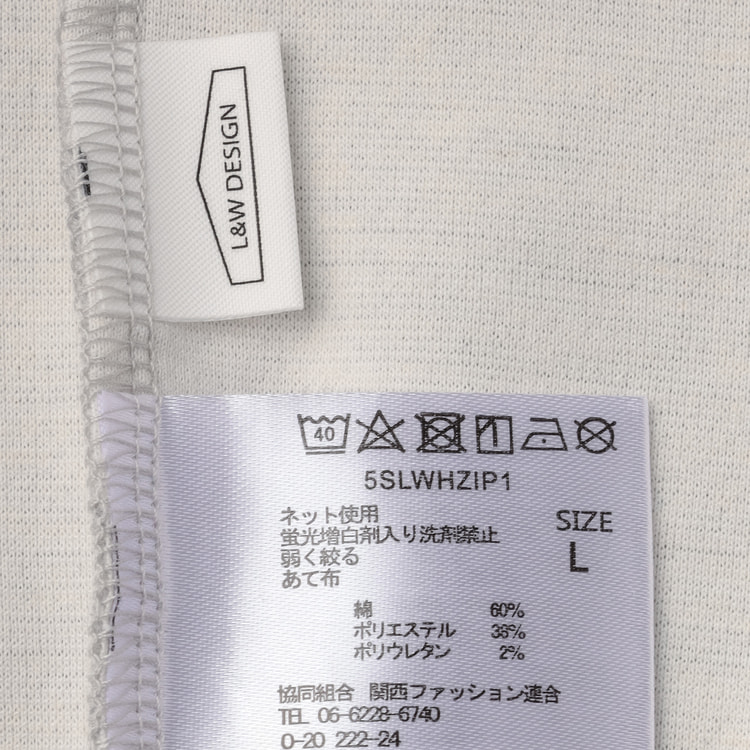 L&W DESIGN
40
5SLWHZIP1
ネット使用
蛍光増白剤入り洗剤禁止
弱く絞る
あて布
SIZE
L
綿 60%
ポリエステル 38%
ポリウレタン 2%
協同組合 関西ファッション連合
TEL 06-6228-6740
0-20 222-24